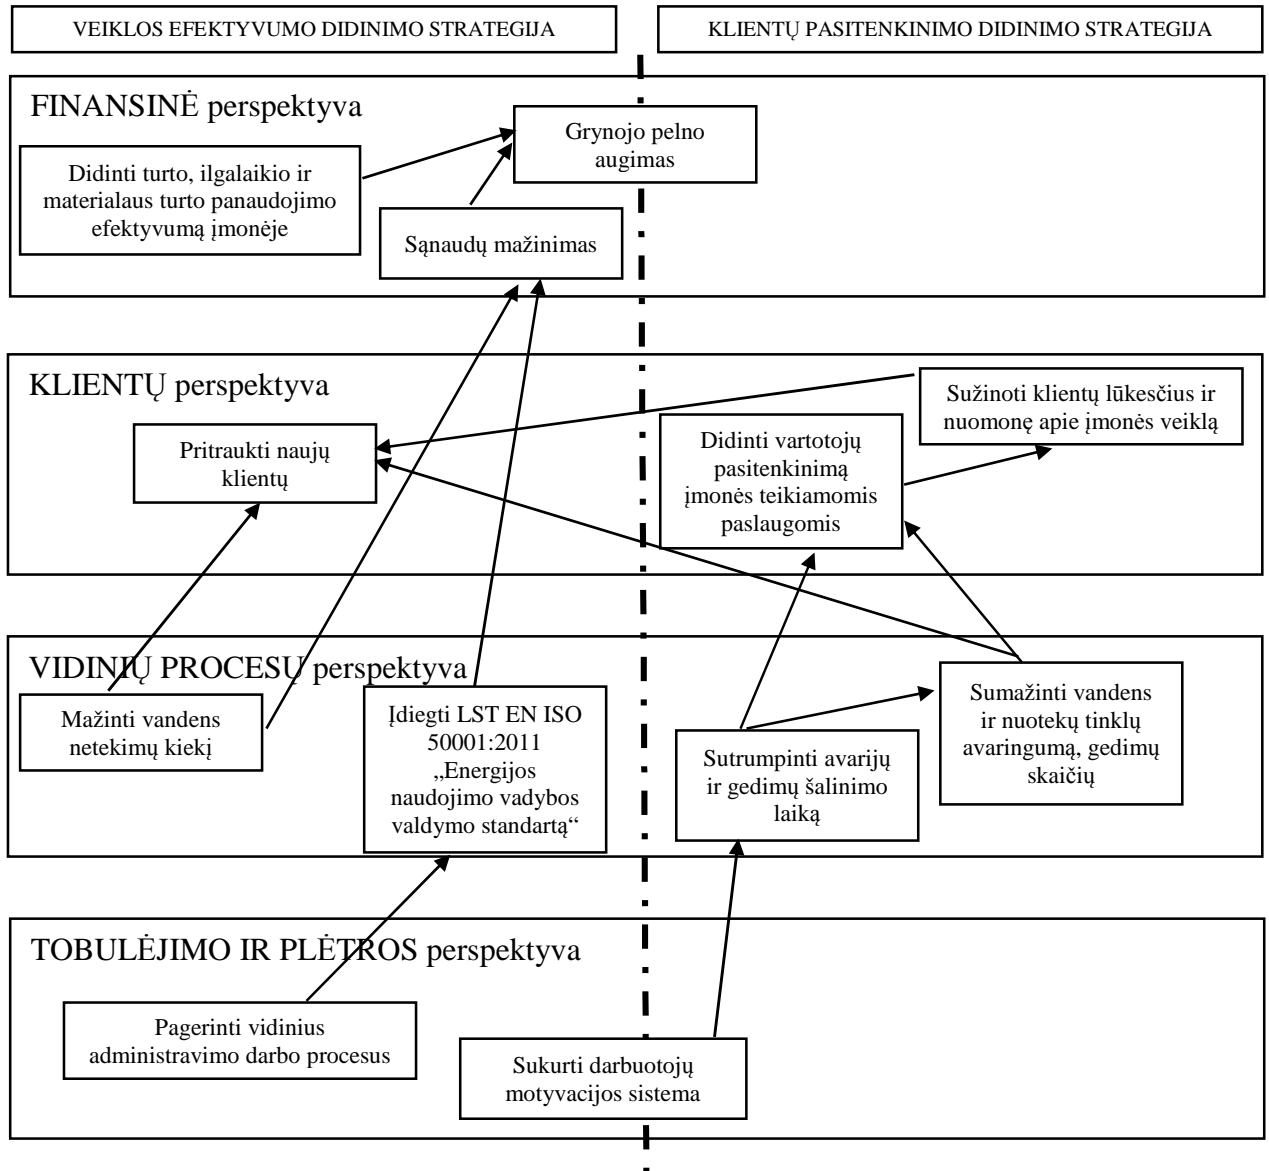 VEIKLOS EFEKTYVUMO DIDINIMO STRATEGIJA
KLIENTŲ PASITENKINIMO DIDINIMO STRATEGIJA
FINANSINĖ perspektyva
Grynojo pelno
augimas
Didinti turto, ilgalaikio ir
materialaus turto panaudojimo
efektyvumą įmonėje
Sąnaudų mažinimas
KLIENTŲ perspektyva
Sužinoti klientų lūkesčius ir
nuomonę apie įmonės veiklą
Pritraukti naujų
klientų
Didinti vartotojų
pasitenkinimą
įmonės teikiamomis
paslaugomis
VIDINIŲ PROCESŲ perspektyva
Mažinti vandens
netekimų kiekį
Įdiegti LST EN ISO
50001:2011
„Energijos
naudojimo vadybos
valdymo standartą“
Sutrumpinti avarijų
ir gedimų šalinimo
laiką
Sumažinti vandens
ir nuotekų tinklų
avaringumą, gedimų
skaičių
TOBULĖJIMO IR PLĖTROS perspektyva
Pagerinti vidinius
administravimo darbo procesus
Sukurti darbuotojų
motyvacijos sistema